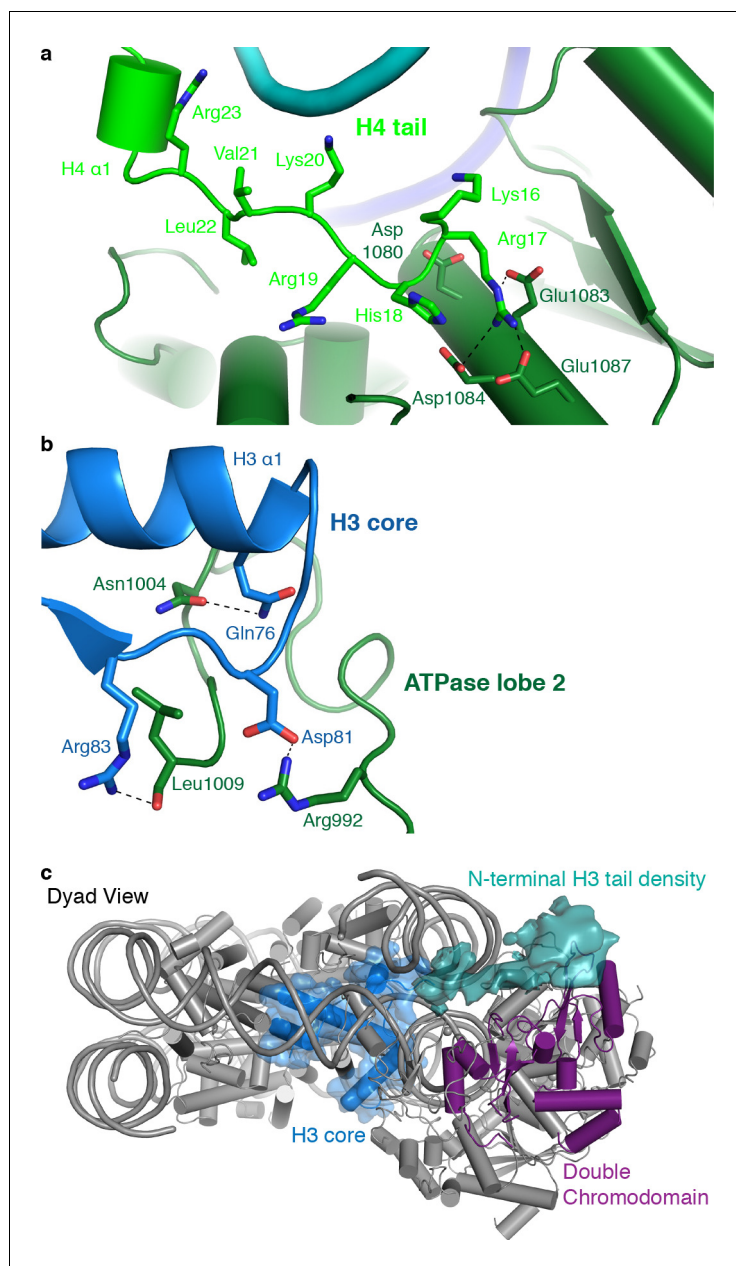 a
Arg23
H4 tail
Val21
Lys20
H4 α1
Lys16
Leu22
Asp
1080
Arg17
Arg19
Glu1083
His18
Glu1087
Asp1084
b
H3 α1
H3 core
Asn1004
Gln76
ATPase lobe 2
Arg83
Asp81
Leu1009
Arg992
c
N-terminal H3 tail density
Dyad View
H3 core
Double
Chromodomain